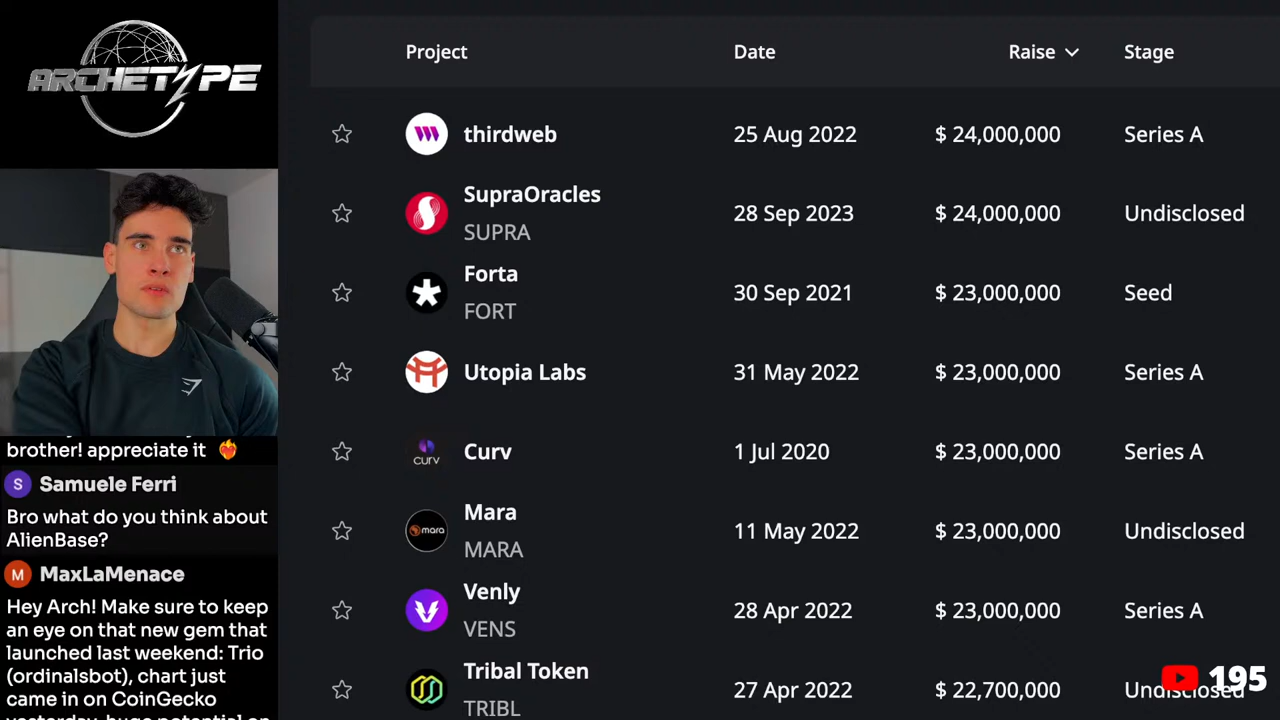 ARCHETYPE
brother! appreciate it
S Samuele Ferri
Bro what do you think about
AlienBase?
M MaxLaMenace
Hey Arch! Make sure to keep
an eye on that new gem that
launched last weekend: Trio
(ordinalsbot), chart just
came in on CoinGecko
yesterday, huge potential on
Project Date Raise Stage
thirdweb 25 Aug 2022 $ 24,000,000 Series A
SupraOracles 28 Sep 2023 $ 24,000,000 Undisclosed
SUPRA
Forta 30 Sep 2021 $ 23,000,000 Seed
FORT
Utopia Labs 31 May 2022 $ 23,000,000 Series A
curv Curv 1 Jul 2020 $ 23,000,000 Series A
mara Mara 11 May 2022 $ 23,000,000 Undisclosed
MARA
Venly 28 Apr 2022 $ 23,000,000 Series A
VENS
Tribal Token 27 Apr 2022 $ 22,700,000 Undisclosed
TRIBL
195